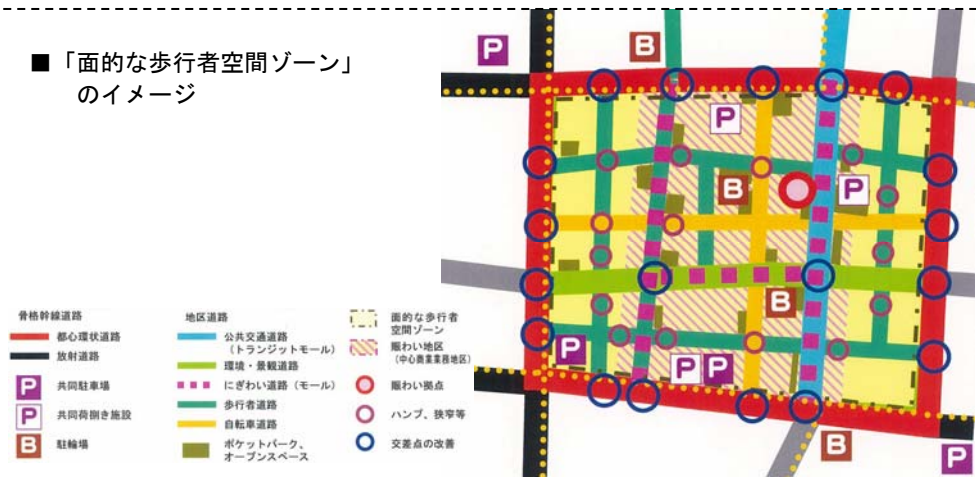 ■「面的な歩行者空間ゾーン」
のイメージ
P
B
P
B
P
B
P
P
P
B
P
骨格幹線道路
都心環状道路
放射道路
P 共同駐車場
P 共同荷捌き施設
B 駐輪場
地区道路
公共交通道路
(トランジットモール)
環境・景観道路
にぎわい道路(モール)
歩行者道路
自転車道路
ポケットパーク、
オープンスペース
面的な歩行者
空間ゾーン
賑わい地区
(中心商業業務地区)
賑わい拠点
ハンプ、狭窄等
交差点の改善